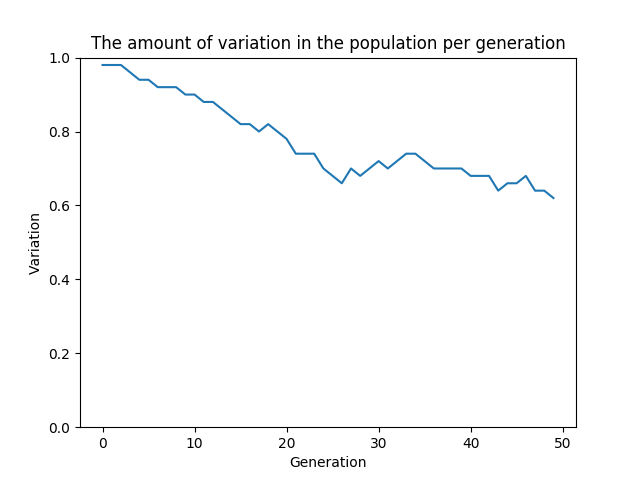 The amount of variation in the population per generation
1.0
0.8
0.6
0.4
0.2
0.0
Variation
0 10 20 30 40 50
Generation